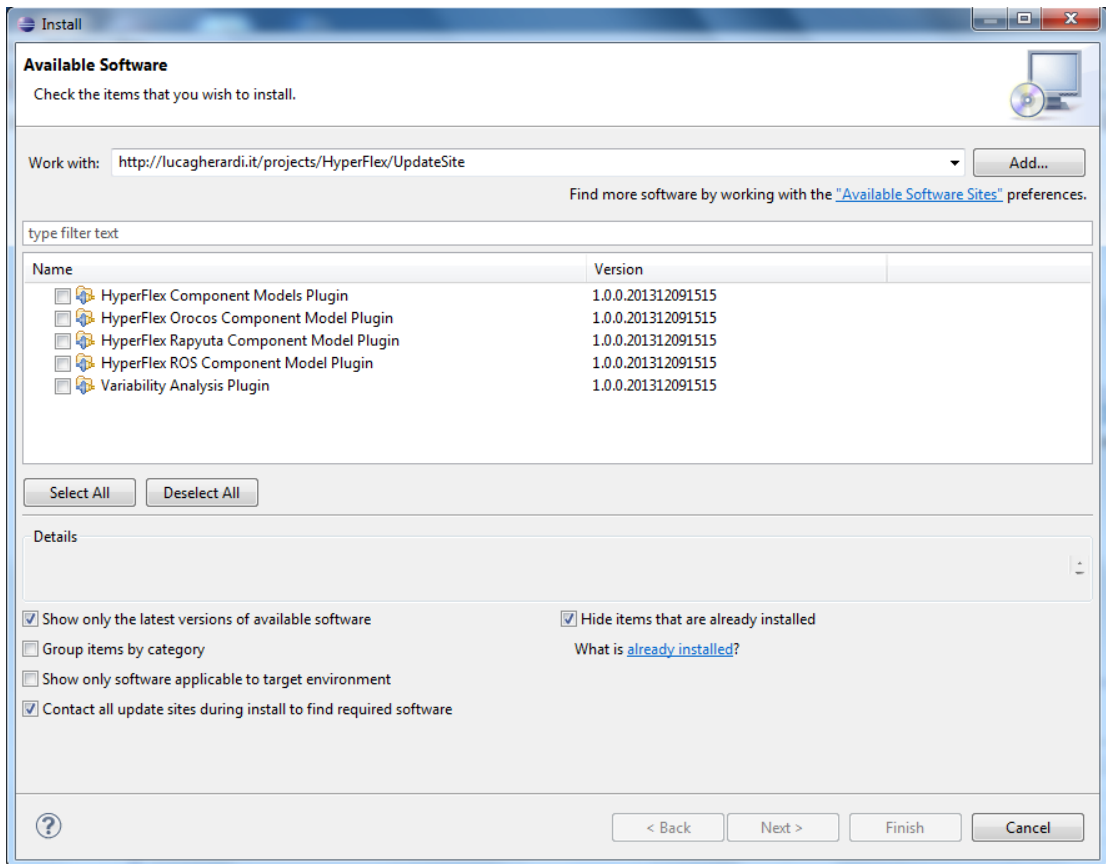 Install
Available Software
Check the items that you wish to install.
Work with: http://lucagherardi.it/projects/HyperFlex/UpdateSite Add...
Find more software by working with the "Available Software Sites" preferences.
type filter text
Name Version
HyperFlex Component Models Plugin 1.0.0.201312091515
HyperFlex Orocos Component Model Plugin 1.0.0.201312091515
HyperFlex Rapyuta Component Model Plugin 1.0.0.201312091515
HyperFlex ROS Component Model Plugin 1.0.0.201312091515
Variability Analysis Plugin 1.0.0.201312091515
Select All Deselect All
Details
Show only the latest versions of available software Hide items that are already installed
Group items by category What is already installed?
Show only software applicable to target environment
Contact all update sites during install to find required software
? < Back Next > Finish Cancel